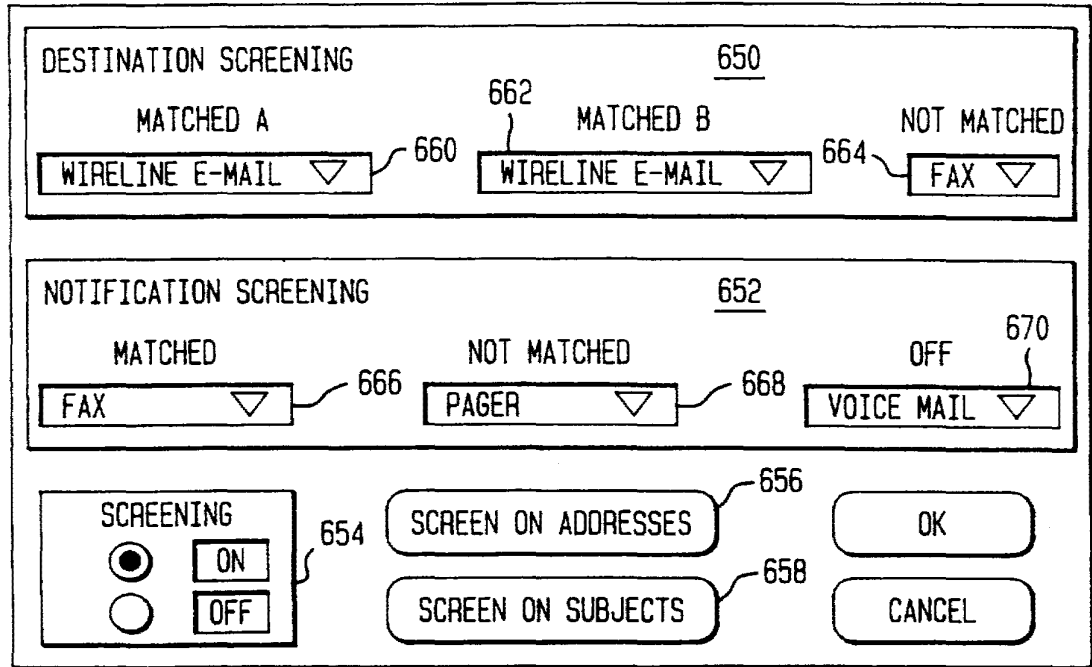 DESTINATION SCREENING 650
662
MATCHED A MATCHED B NOT MATCHED
WIRELINE E-MAIL 660 WIRELINE E-MAIL 664 FAX
NOTIFICATION SCREENING 652
670
MATCHED NOT MATCHED OFF
FAX 666 PAGER 668 VOICE MAIL
SCREENING
ON
OFF
654
656
SCREEN ON ADDRESSES
OK
658
SCREEN ON SUBJECTS
CANCEL